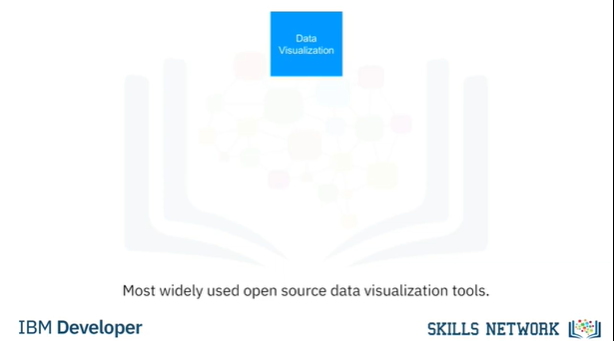 Data
Visualization
Most widely used open source data visualization tools.
IBM Developer
SKILLS NETWORK